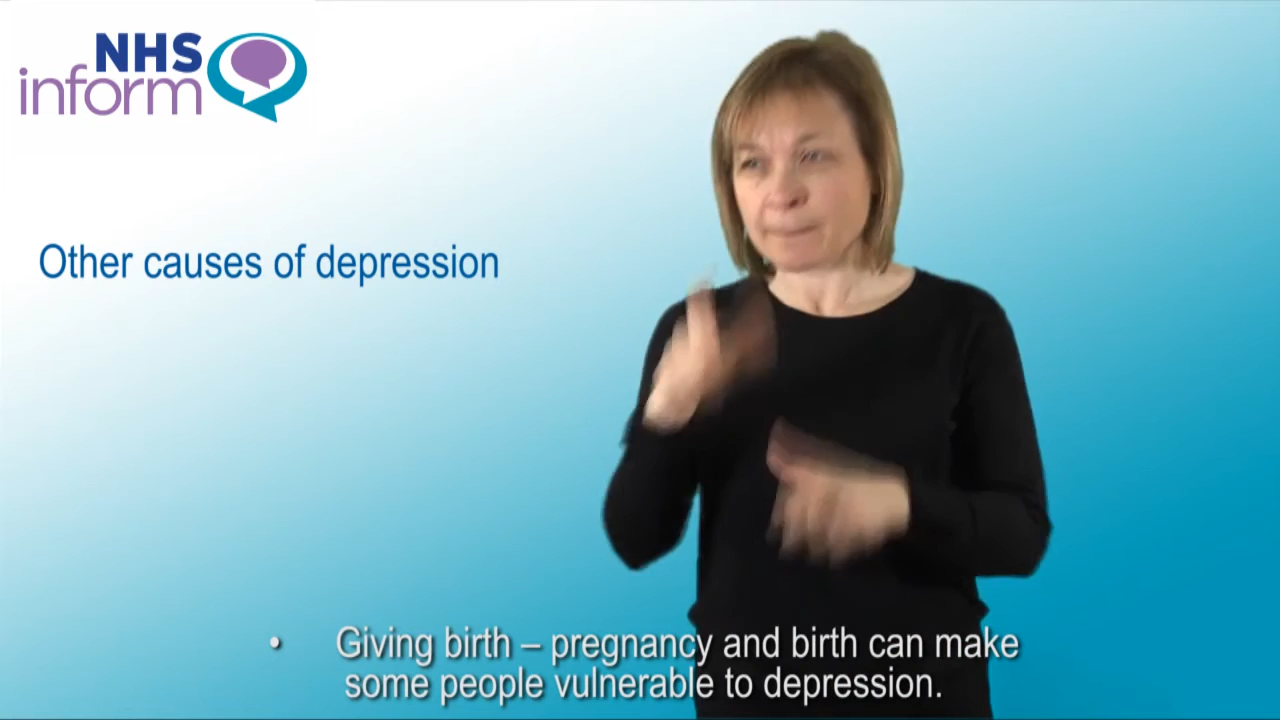 NHS
inform
Other causes of depression
• Giving birth – pregnancy and birth can make
some people vulnerable to depression.